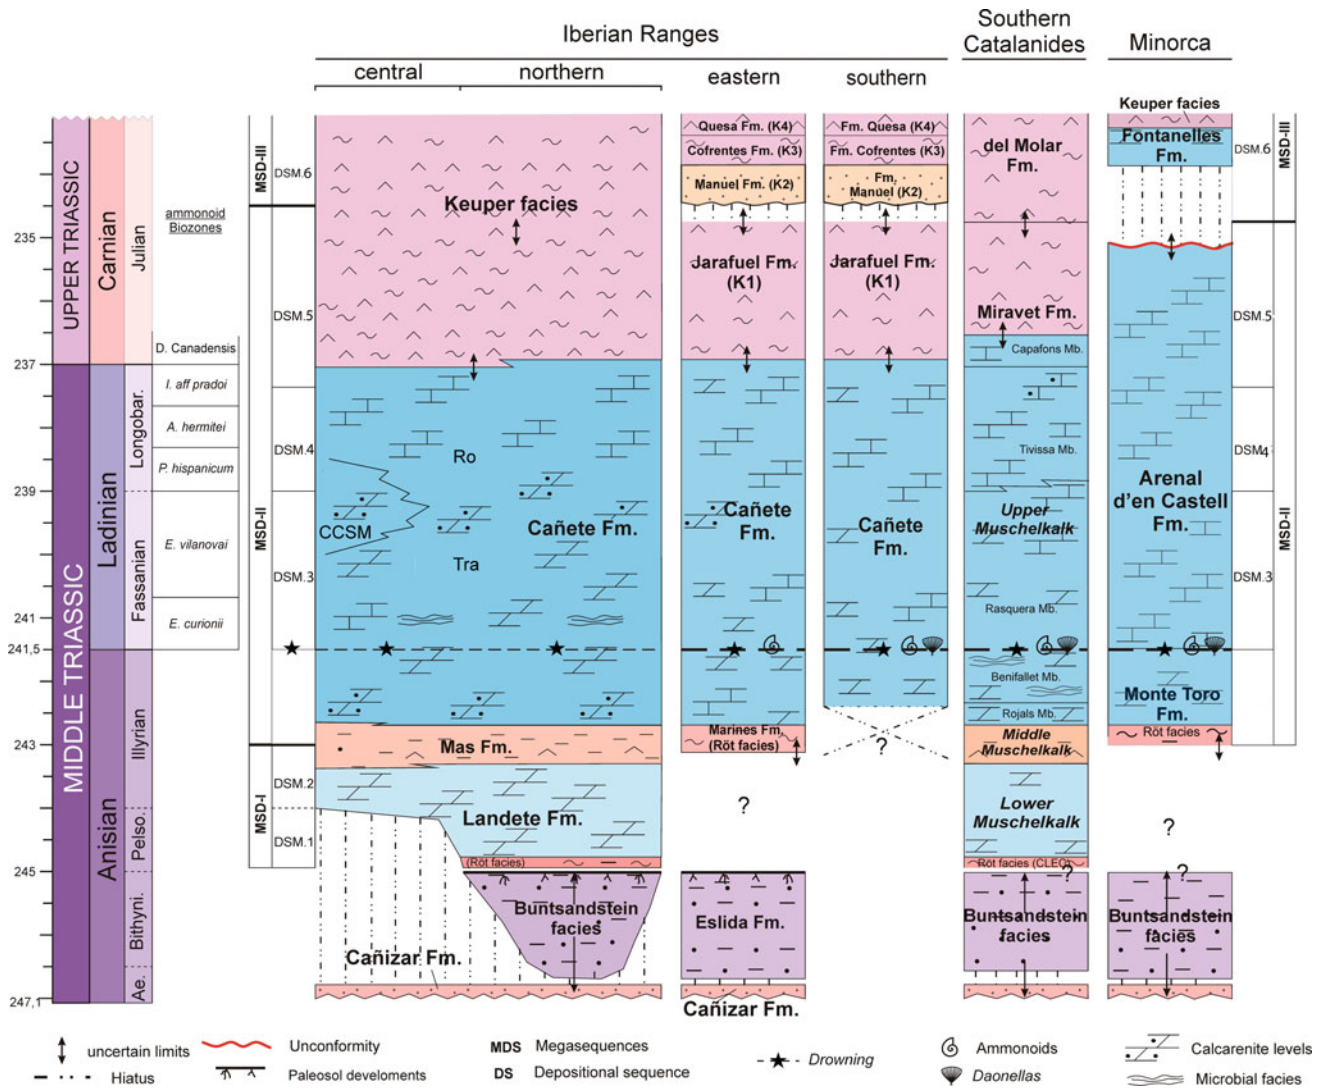 Iberian Ranges
Southern
Catalanides
Minorca
central
northern
eastern
southern
UPPER TRIASSIC
MIDDLE TRIASSIC
Carnian
Ladinian
Anisian
Julian
Longobar.
Fassanian
Illyrian
Pelso.
Bithyni.
Ae.
235
237
239
241
241,5
243
245
247,1
ammonoid
Biozones
D. Canadensis
I. aff pradoi
A. hermitei
P. hispanicum
E. vilanovai
E. curionii
MSD-III
MSD-II
MSD-I
DSM.6
DSM.5
DSM.4
DSM.3
DSM.2
DSM.1
Keuper facies
Ro
CCSM
Cañete Fm.
Tra
Mas Fm.
Landete Fm.
(Röt facies)
Buntsandstein
facies
Cañizar Fm.
Quesa Fm. (K4)
Cofrentes Fm. (K3)
Manuel Fm. (K2)
Jarafuel Fm.
(K1)
Cañete
Fm.
Marines Fm.
(Röt facies)
?
Eslida Fm.
Cañizar Fm.
Fm. Quesa (K4)
Fm. Cofrentes (K3)
Fm.
Manuel (K2)
Jarafuel Fm.
(K1)
Cañete
Fm.
?
del Molar
Fm.
Miravet Fm.
Capafons Mb.
Tivissa Mb.
Upper
Muschelkalk
Rasquera Mb.
Benifallet Mb.
Rojals Mb.
Middle
Muschelkalk
Lower
Muschelkalk
Röt facies (CLEC)
?
Buntsandstein
facies
Keuper facies
Fontanelles
Fm.
Arenal
d'en Castell
Fm.
Monte Toro
Fm.
Röt facies
?
?
Buntsandstein
facies
DSM.6
DSM.5
DSM4
DSM.3
MSD-III
MSD-II
uncertain limits
Hiatus
Unconformity
Paleosol develoments
MDS Megasequences
DS Depositional sequence
Drowning
Ammonoids
Daonellas
Calcarenite levels
Microbial facies